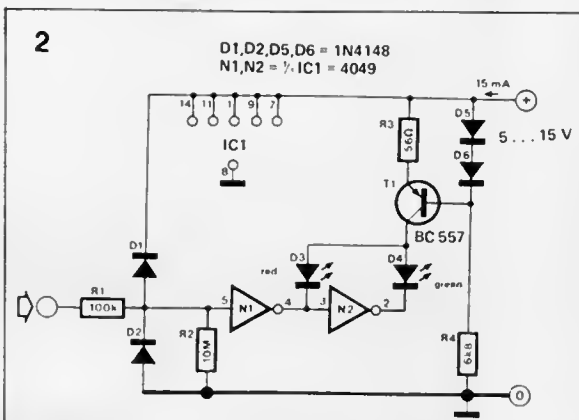 2
D1,D2,D5,D6 = 1N4148
N1,N2 = ⅓ IC1 = 4049
15 mA
+
14 11 1 9 7
IC1
8
R3
56Ω
D5
D6
5 ... 15 V
T1
BC 557
D1
D3
red
D4
green
R1
100k
D2
R2
10M
5
N1
4
3
N2
2
R4
6k8
0